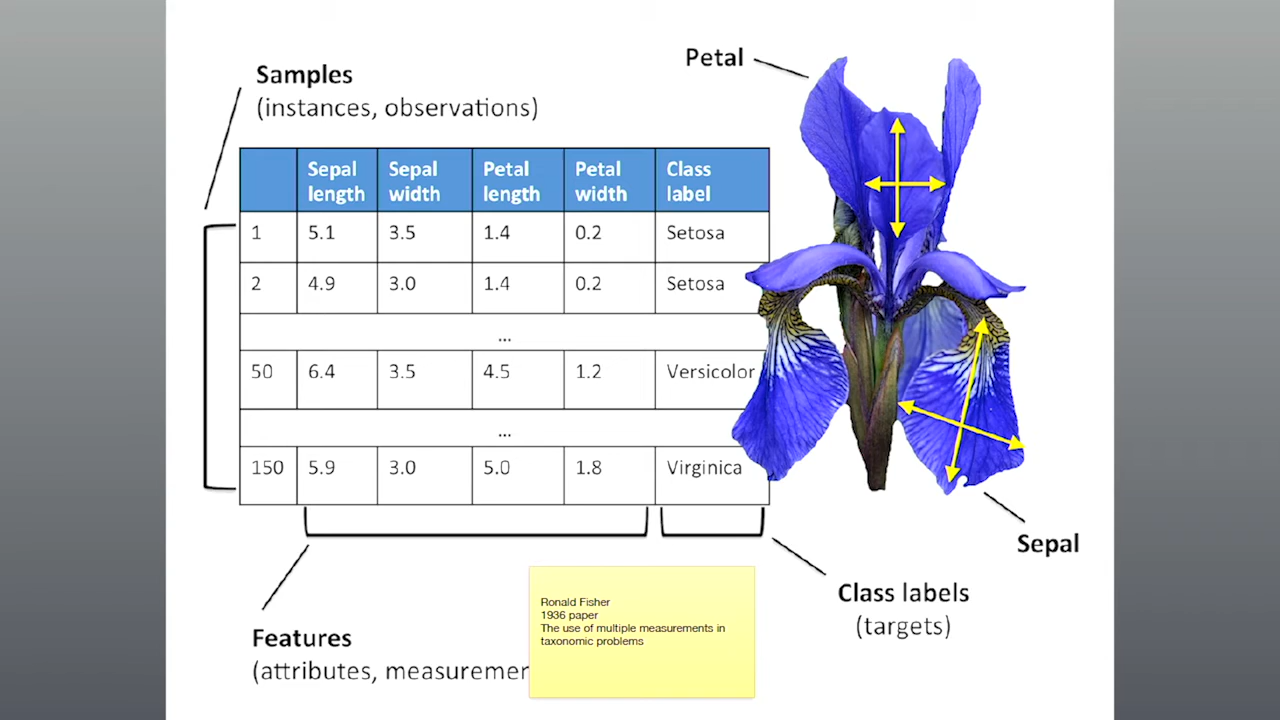 Samples
(instances, observations)
Petal
Sepal length Sepal width Petal length Petal width Class label
1 5.1 3.5 1.4 0.2 Setosa
2 4.9 3.0 1.4 0.2 Setosa
...
50 6.4 3.5 4.5 1.2 Versicolor
...
150 5.9 3.0 5.0 1.8 Virginica
Sepal
Features
(attributes, measuremen
Ronald Fisher
1936 paper
The use of multiple measurements in
taxonomic problems
Class labels
(targets)